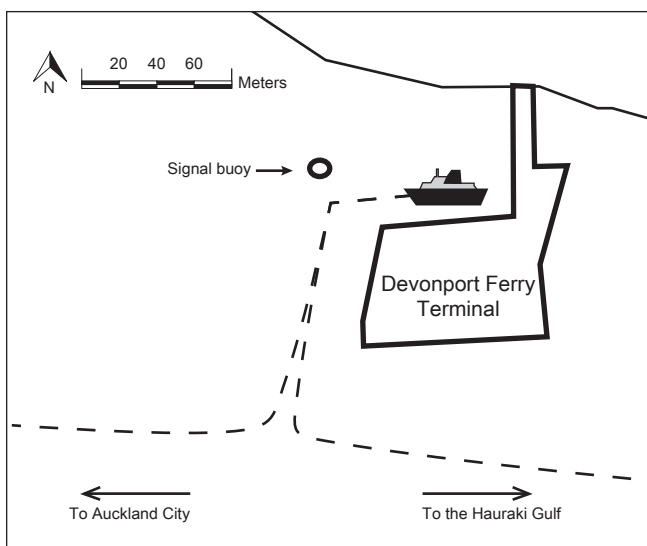 20 40 60
N
Meters
Signal buoy
Devonport Ferry
Terminal
To Auckland City
To the Hauraki Gulf